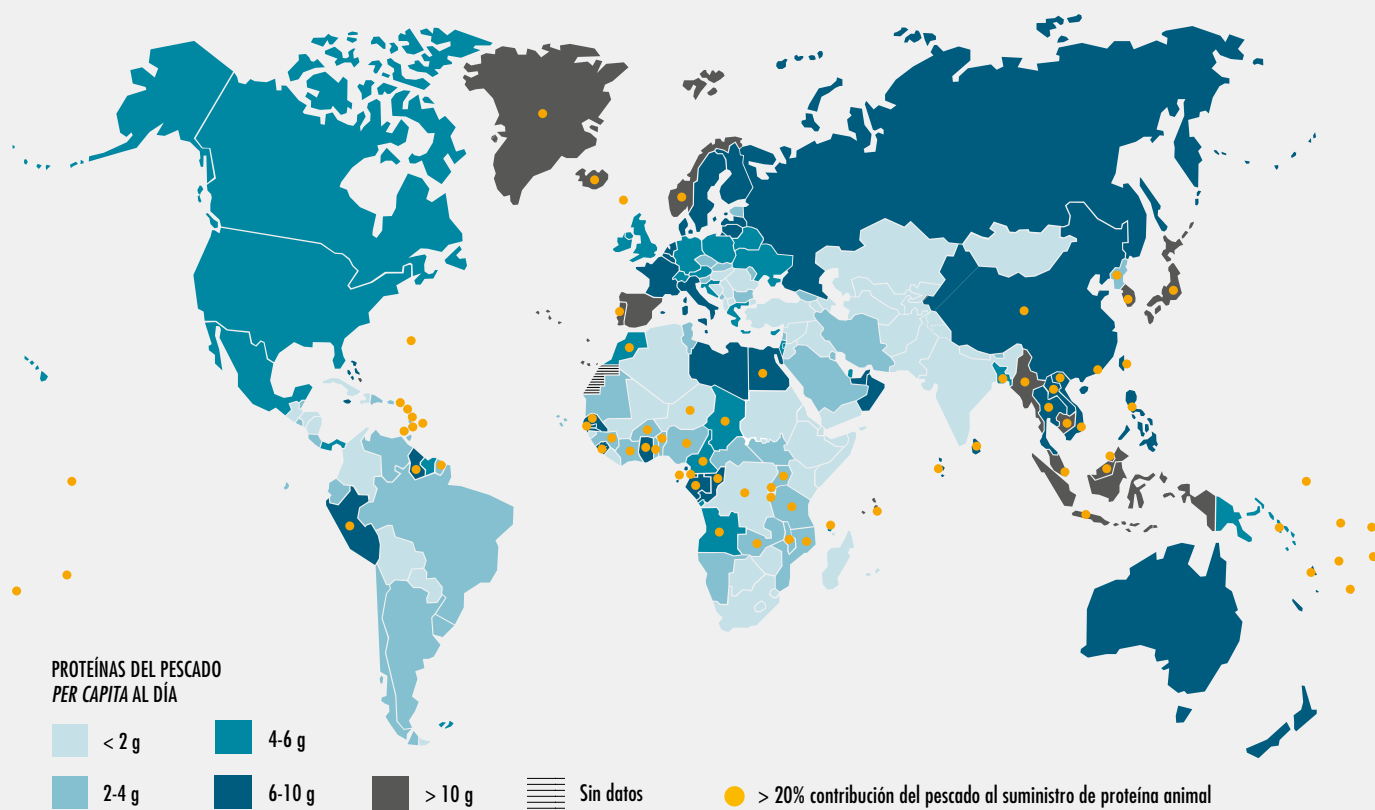 PROTEÍNAS DEL PESCADO
PER CAPITA AL DÍA
< 2 g
4-6 g
2-4 g
6-10 g
> 10 g
Sin datos
> 20% contribución del pescado al suministro de proteína animal